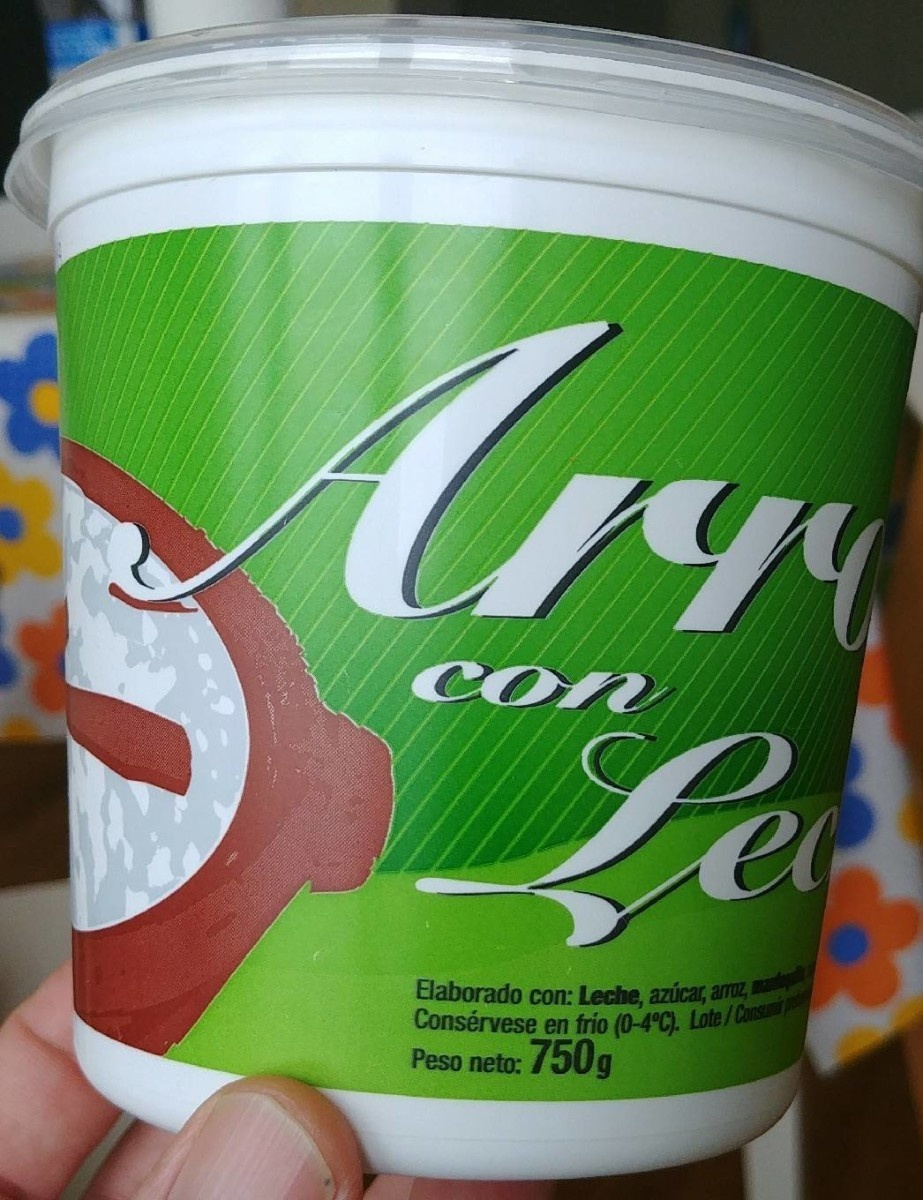 Arro
con
Lec
Elaborado con: Leche, azúcar, arroz,
Consérvese en frío (0-4ºC). Lote / Consumir
Peso neto: 750g